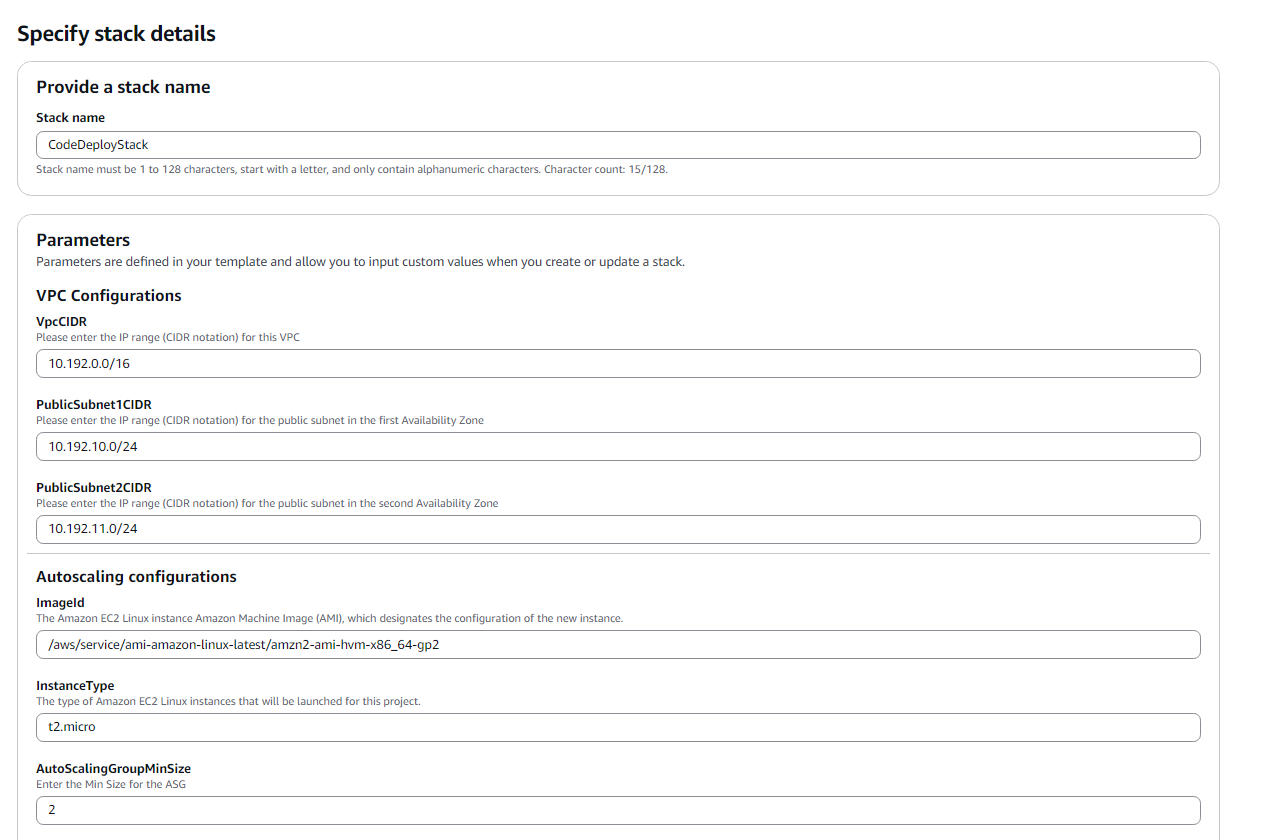 Specify stack details
Provide a stack name
Stack name
CodeDeployStack
Stack name must be 1 to 128 characters, start with a letter, and only contain alphanumeric characters. Character count: 15/128.
Parameters
Parameters are defined in your template and allow you to input custom values when you create or update a stack.
VPC Configurations
VpcCIDR
Please enter the IP range (CIDR notation) for this VPC
10.192.0.0/16
PublicSubnet1CIDR
Please enter the IP range (CIDR notation) for the public subnet in the first Availability Zone
10.192.10.0/24
PublicSubnet2CIDR
Please enter the IP range (CIDR notation) for the public subnet in the second Availability Zone
10.192.11.0/24
Autoscaling configurations
ImageId
The Amazon EC2 Linux instance Amazon Machine Image (AMI), which designates the configuration of the new instance.
/aws/service/ami-amazon-linux-latest/amzn2-ami-hvm-x86_64-gp2
InstanceType
The type of Amazon EC2 Linux instances that will be launched for this project.
t2.micro
AutoScalingGroupMinSize
Enter the Min Size for the ASG
2